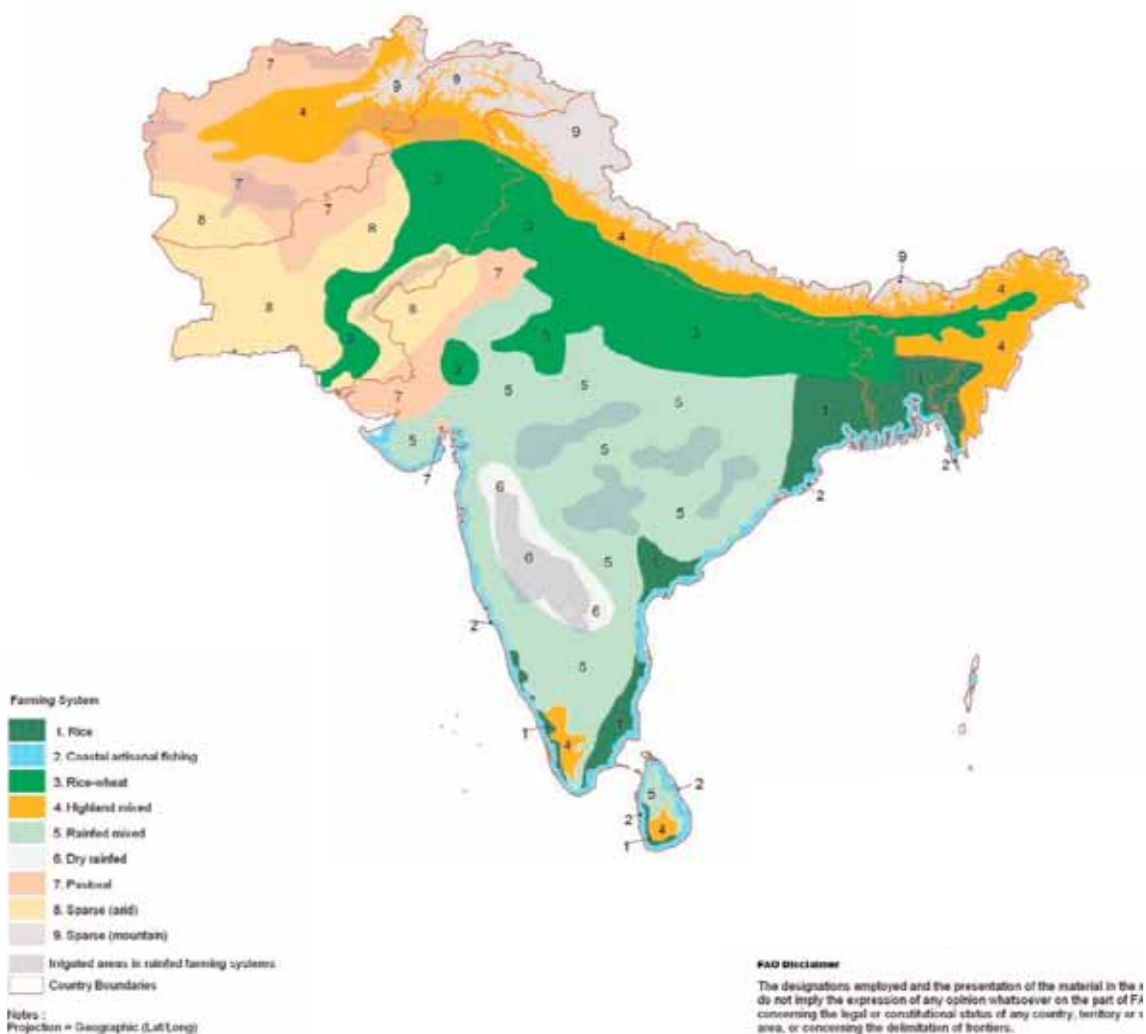 7
9
9
9
4
7
3
7
8
8
3
4
9
4
7
8
8
3
4
3
3
3
7
5
5
5
1
1
5
5
7
2
2
6
5
5
6
5
1
6
2
5
1
4
1
5
2
2
4
1
Farming System
1. Rice
2. Coastal artisanal fishing
3. Rice-wheat
4. Highland mixed
5. Rainfed mixed
6. Dry rainfed
7. Pastoral
8. Sparse (arid)
9. Sparse (mountain)
Irrigated areas in rainfed farming systems
Country Boundaries
Notes :
Projection = Geographic (Lat/Long)
FAO Disclaimer
The designations employed and the presentation of the material in the
do not imply the expression of any opinion whatsoever on the part of FA
concerning the legal or constitutional status of any country, territory or
area, or concerning the delimitation of frontiers.